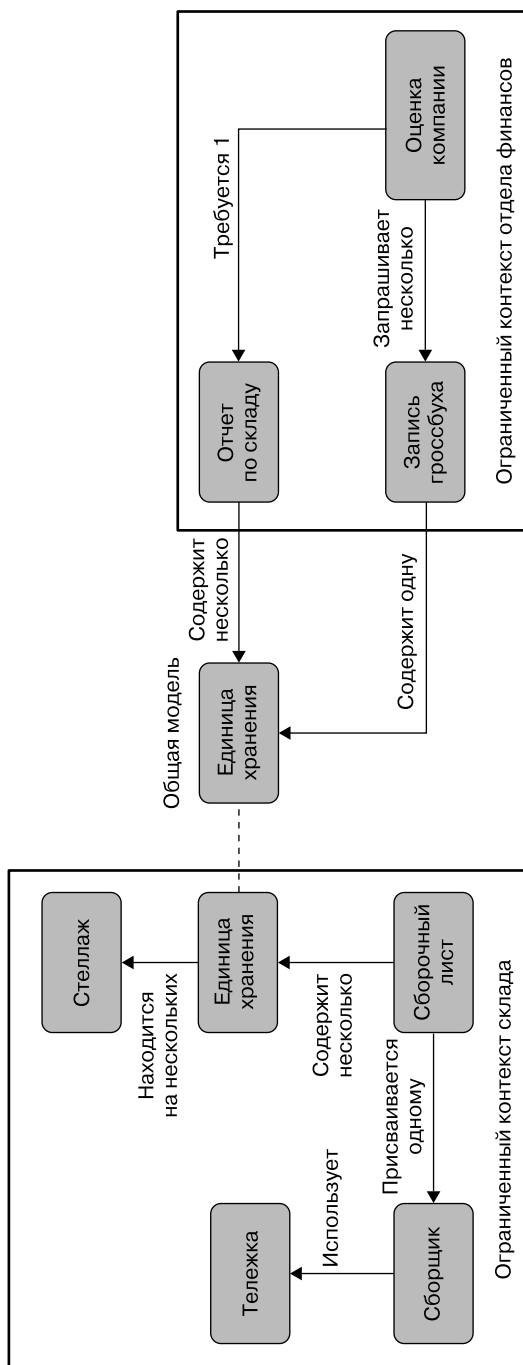 Стеллаж
Находится
на нескольких
Тележка
Использует
Единица
хранения
Содержит
несколько
Сборщик
Присваивается
одному
Сборочный
лист
Ограниченный контекст склада
Общая модель
Единица
хранения
Содержит
несколько
Содержит одну
Отчет
по складу
Требуется 1
Запись
гроссбуха
Запрашивает
несколько
Оценка
компании
Ограниченный контекст отдела финансов